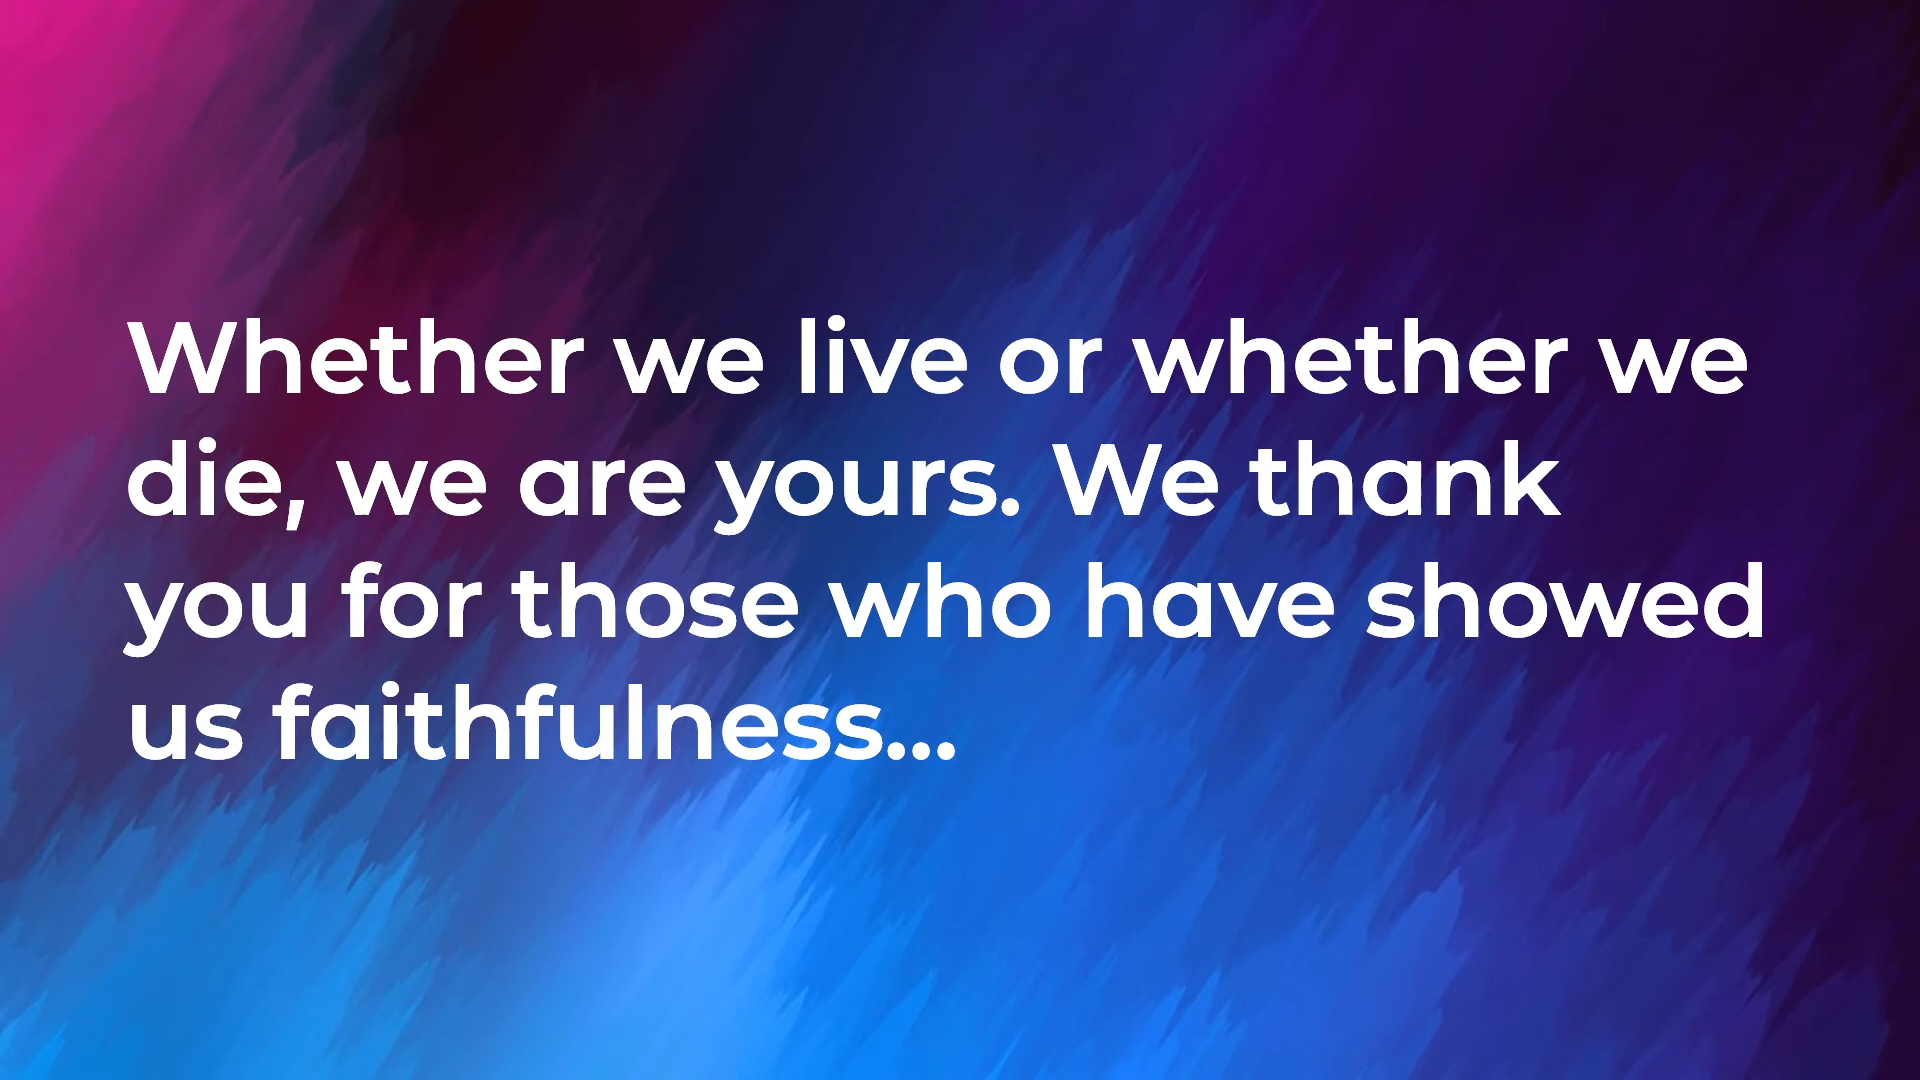 Whether we live or whether we
die, we are yours. We thank
you for those who have showed
us faithfulness...